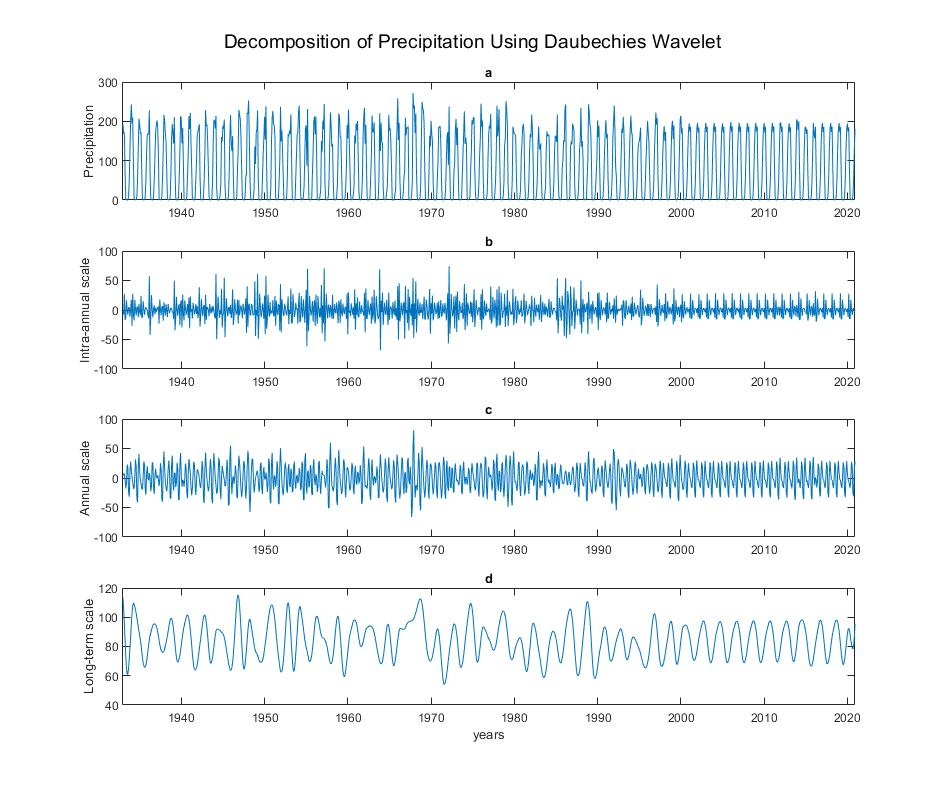 Decomposition of Precipitation Using Daubechies Wavelet
a
Precipitation
300
200
100
0
1940 1950 1960 1970 1980 1990 2000 2010 2020
b
Intra-annual scale
100
50
0
-50
-100
1940 1950 1960 1970 1980 1990 2000 2010 2020
c
Annual scale
100
50
0
-50
-100
1940 1950 1960 1970 1980 1990 2000 2010 2020
d
Long-term scale
120
100
80
60
40
1940 1950 1960 1970 1980 1990 2000 2010 2020
years